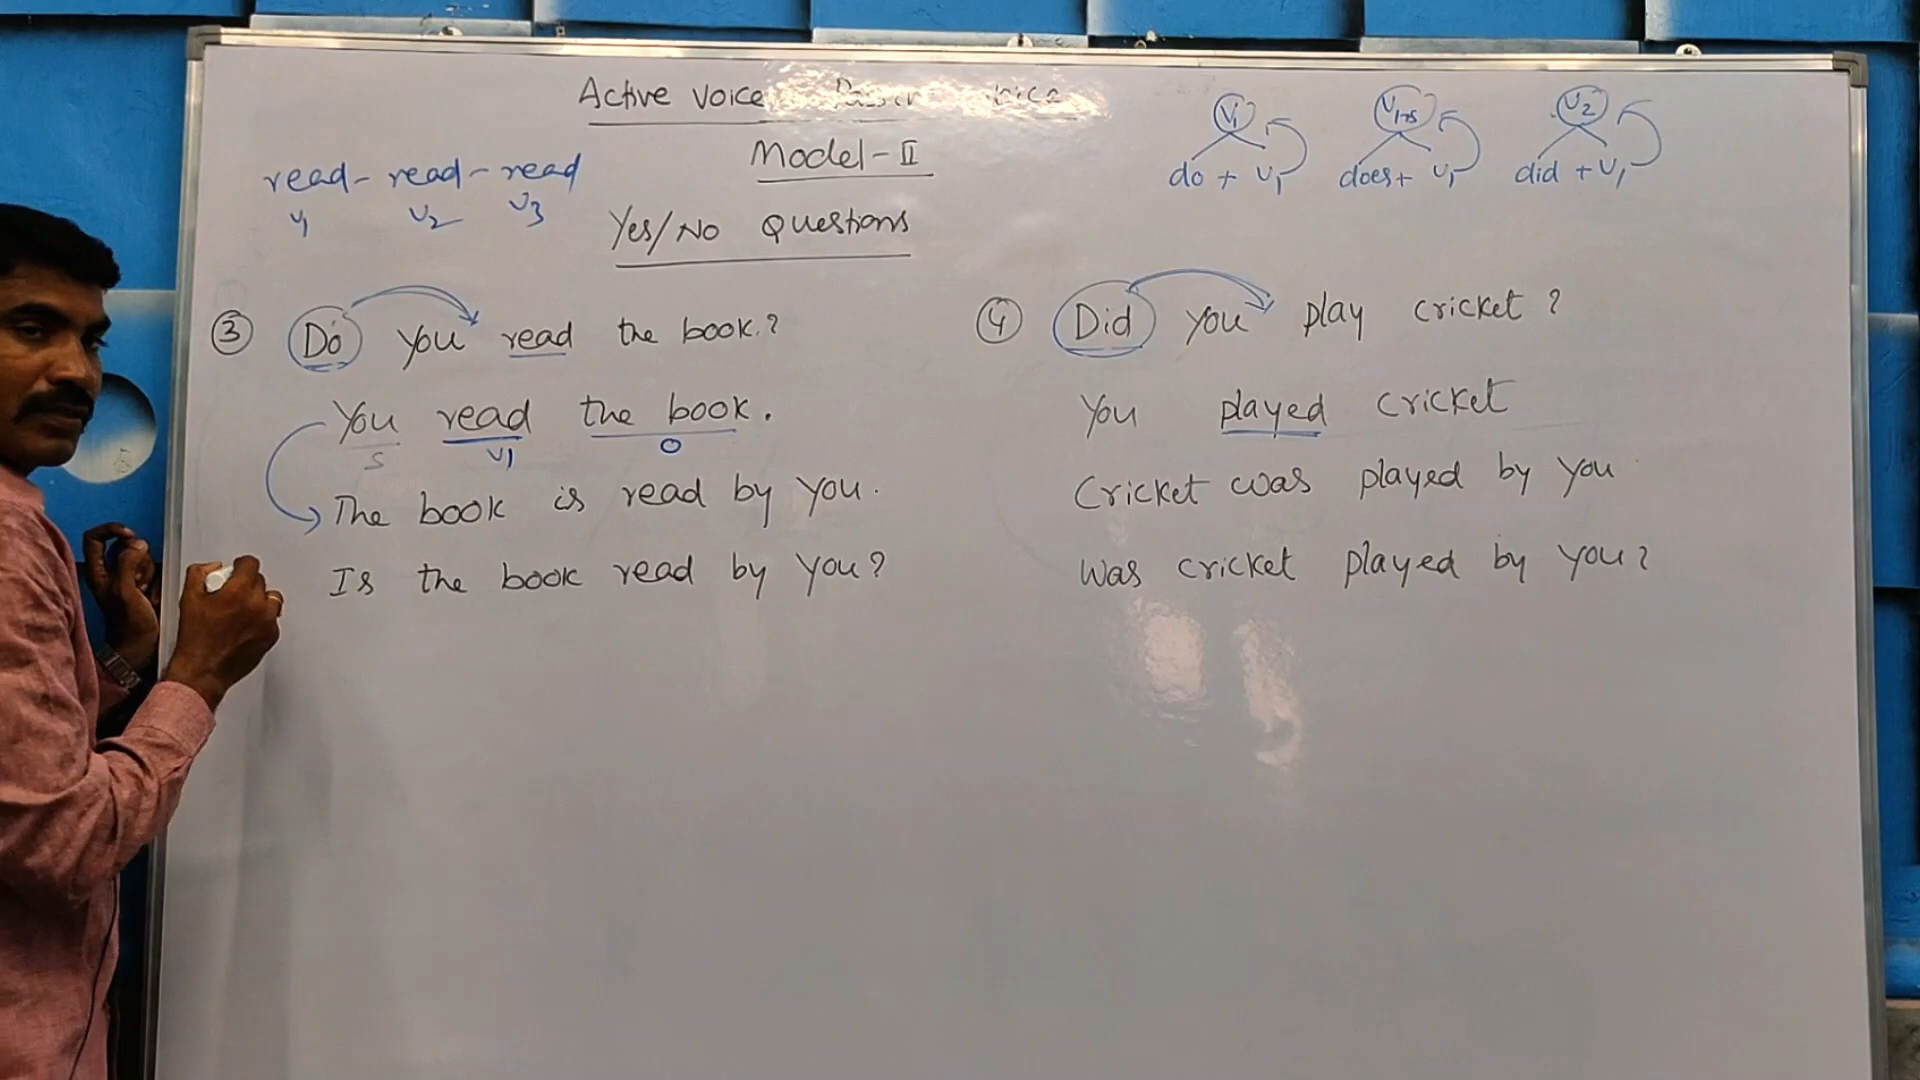 Active Voice Passive Voice
Model-II
Yes/No Questions
read - read - read
V1 V2 V3
V1 V1+s V2
do + V1 does + V1 did + V1
③ Do you read the book.?
You read the book.
S V1 O
The book is read by you.
Is the book read by you?
④ Did you play cricket?
You played cricket
Cricket was played by you
Was cricket played by you?